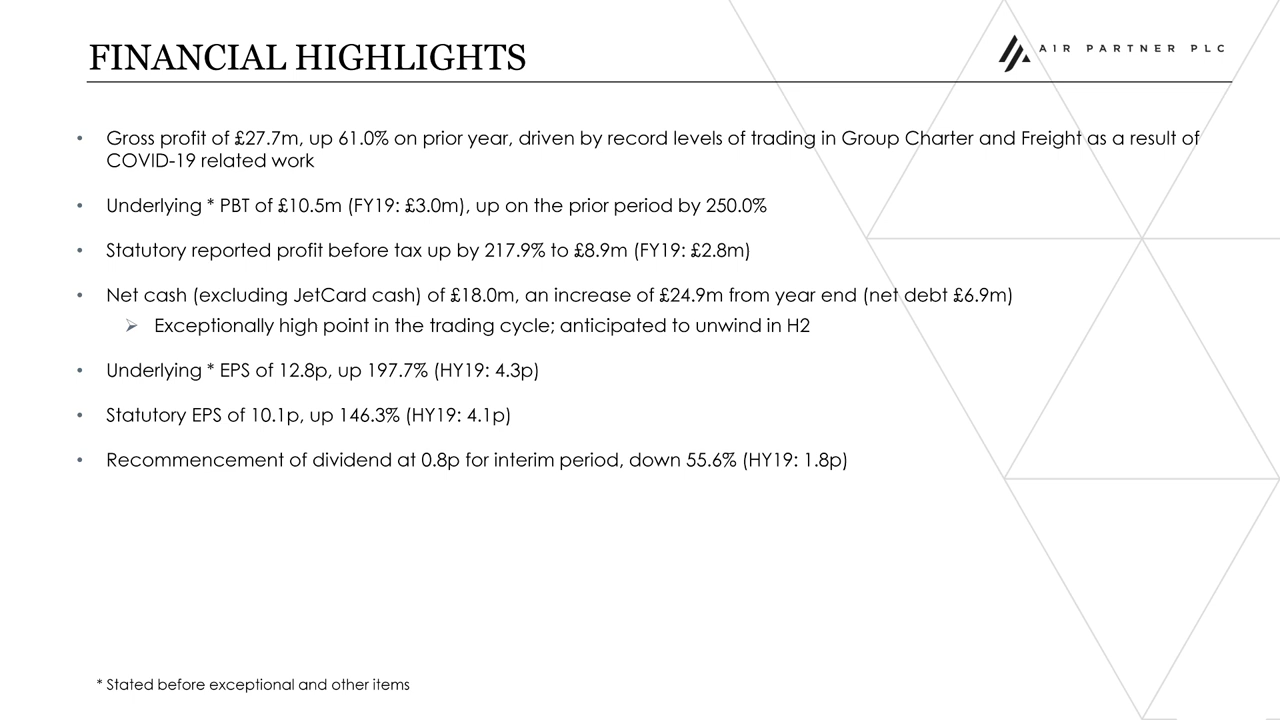 FINANCIAL HIGHLIGHTS
AIR PARTNER PLC
• Gross profit of £27.7m, up 61.0% on prior year, driven by record levels of trading in Group Charter and Freight as a result of
COVID-19 related work
• Underlying * PBT of £10.5m (FY19: £3.0m), up on the prior period by 250.0%
• Statutory reported profit before tax up by 217.9% to £8.9m (FY19: £2.8m)
• Net cash (excluding JetCard cash) of £18.0m, an increase of £24.9m from year end (net debt £6.9m)
➢ Exceptionally high point in the trading cycle; anticipated to unwind in H2
• Underlying * EPS of 12.8p, up 197.7% (HY19: 4.3p)
• Statutory EPS of 10.1p, up 146.3% (HY19: 4.1p)
• Recommencement of dividend at 0.8p for interim period, down 55.6% (HY19: 1.8p)
* Stated before exceptional and other items